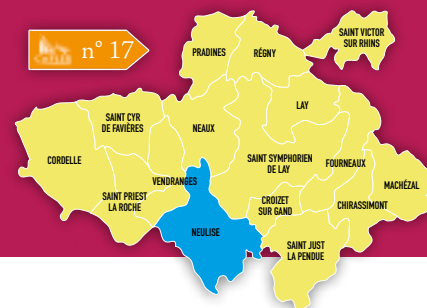 n° 17
SAINT VICTOR
SUR RHINS
PRADINES
RÉGNY
LAY
SAINT CYR
DE FAVIÈRES
NEAUX
CORDELLE
SAINT SYMPHORIEN
DE LAY
FOURNEAUX
VENDRANGES
MACHÉZAL
SAINT PRIEST
LA ROCHE
CROIZET
SUR GAND
CHIRASSIMONT
NEULISE
SAINT JUST
LA PENDUE